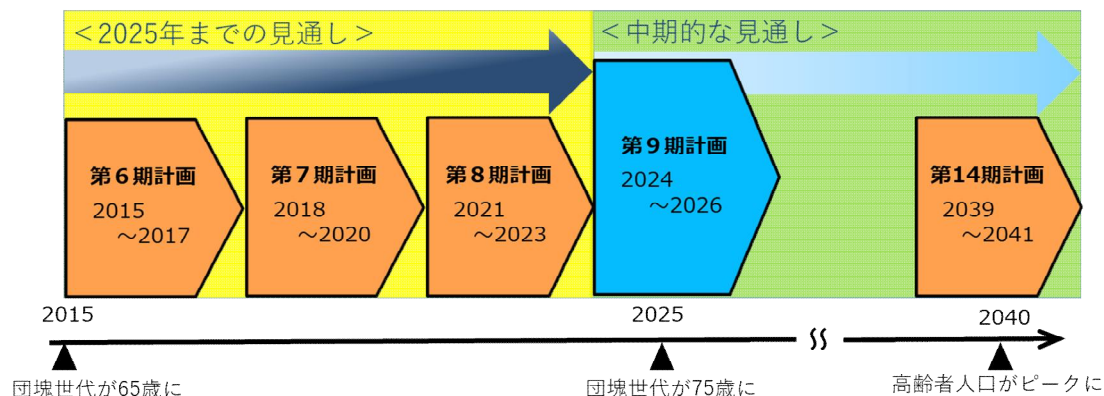 ＜2025年までの見通し＞
＜中期的な見通し＞
第６期計画
2015
～2017
第７期計画
2018
～2020
第８期計画
2021
～2023
第９期計画
2024
～2026
第14期計画
2039
～2041
2015
2025
2040
団塊世代が65歳に
団塊世代が75歳に
高齢者人口がピークに